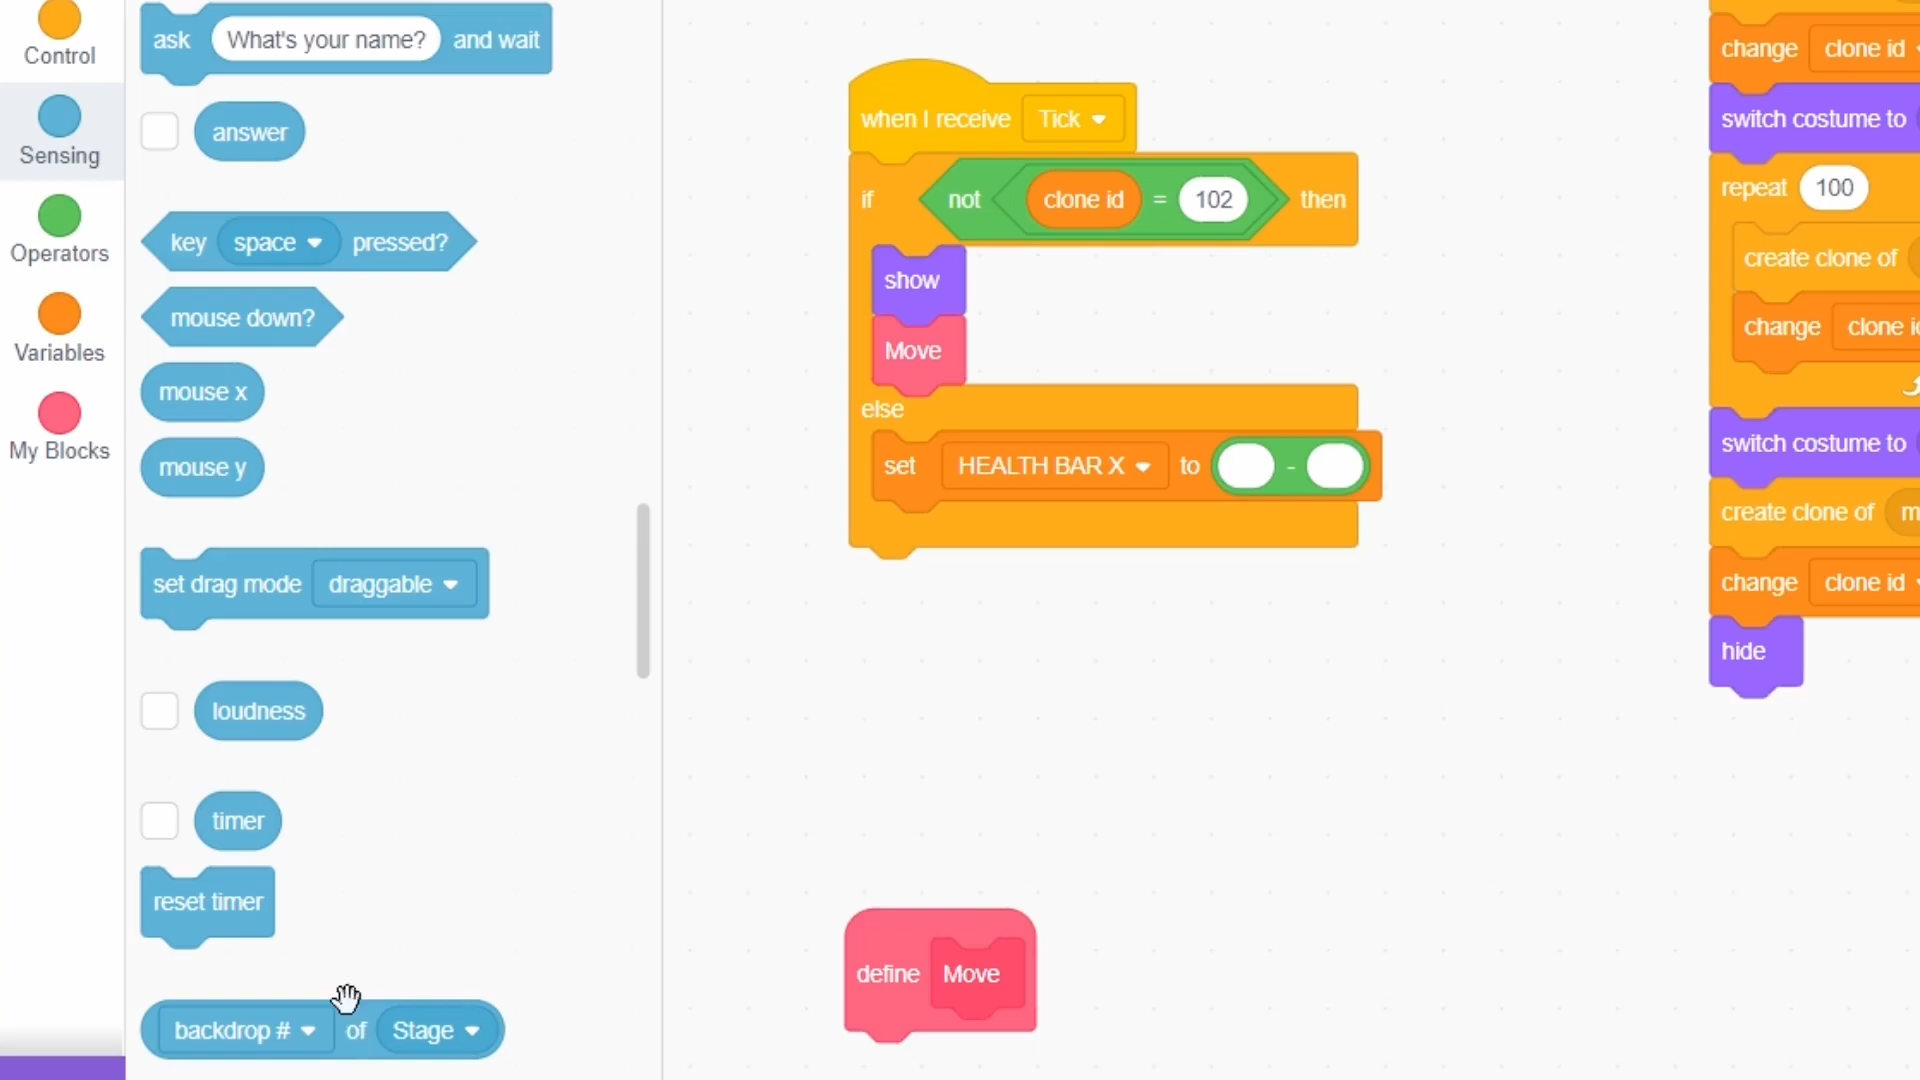 Control
Sensing
Operators
Variables
My Blocks
ask What's your name? and wait
answer
key space pressed?
mouse down?
mouse x
mouse y
set drag mode draggable
loudness
timer
reset timer
backdrop # of Stage
when I receive Tick
if not clone id = 102 then
show
Move
else
set HEALTH BAR X to -
define Move
change clone id
switch costume to
repeat 100
create clone of
change clone id
switch costume to
create clone of m
change clone id
hide